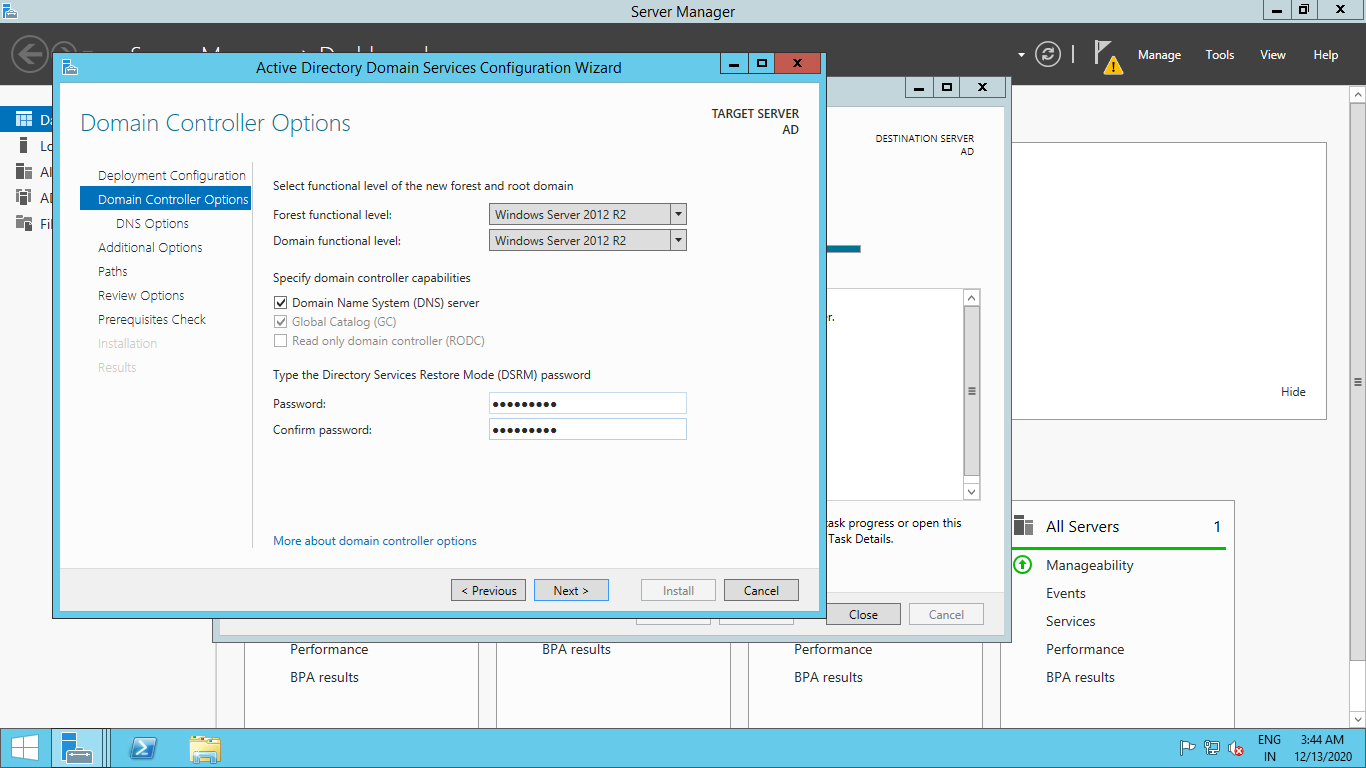 Server Manager
Manage
Tools
View
Help
Active Directory Domain Services Configuration Wizard
Domain Controller Options
TARGET SERVER
AD
Deployment Configuration
Domain Controller Options
DNS Options
Additional Options
Paths
Review Options
Prerequisites Check
Installation
Results
Select functional level of the new forest and root domain
Forest functional level:
Windows Server 2012 R2
Domain functional level:
Windows Server 2012 R2
Specify domain controller capabilities
Domain Name System (DNS) server
Global Catalog (GC)
Read only domain controller (RODC)
Type the Directory Services Restore Mode (DSRM) password
Password:
●●●●●●●●●
Confirm password:
●●●●●●●●●
More about domain controller options
< Previous
Next >
Install
Cancel
DESTINATION SERVER
AD
task progress or open this
Task Details.
Close
Cancel
Hide
All Servers
1
Manageability
Events
Services
Performance
BPA results
Performance
BPA results
BPA results
Performance
BPA results
ENG
IN
3:44 AM
12/13/2020